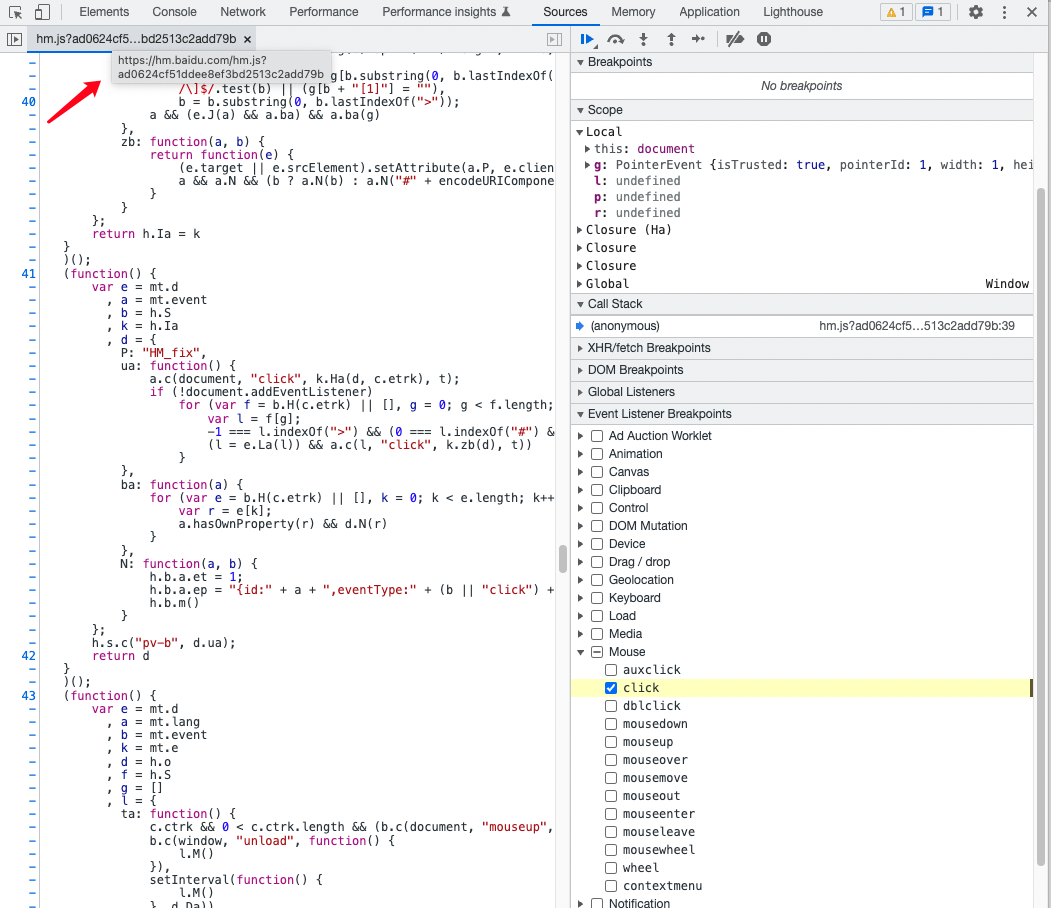 Elements Console Network Performance Performance insights Sources Memory Application Lighthouse 1 1
hm.js?ad0624cf5…bd2513c2add79b ×
https://hm.baidu.com/hm.js?
ad0624cf51ddee8ef3bd2513c2add79b
g[b.substring(0, b.lastIndexOf(
/\]$/.test(b) || (g[b + "[1]"] = ""),
40 b = b.substring(0, b.lastIndexOf(">"));
a && (e.J(a) && a.ba) && a.ba(g)
},
zb: function(a, b) {
return function(e) {
(e.target || e.srcElement).setAttribute(a.P, e.clien
a && a.N && (b ? a.N(b) : a.N("#" + encodeURICompone
}
}
};
return h.Ia = k
}
)();
41 (function() {
var e = mt.d
, a = mt.event
, b = h.S
, k = h.Ia
, d = {
P: "HM_fix",
ua: function() {
a.c(document, "click", k.Ha(d, c.etrk), t);
if (!document.addEventListener)
for (var f = b.H(c.etrk) || [], g = 0; g < f.length;
var l = f[g];
-1 === l.indexOf(">") && (0 === l.indexOf("#") &
(l = e.La(l)) && a.c(l, "click", k.zb(d), t))
}
},
ba: function(a) {
for (var e = b.H(c.etrk) || [], k = 0; k < e.length; k++
var r = e[k];
a.hasOwnProperty(r) && d.N(r)
}
},
N: function(a, b) {
h.b.a.et = 1;
h.b.a.ep = "{id:" + a + ",eventType:" + (b || "click") +
h.b.m()
}
};
h.s.c("pv-b", d.ua);
42 return d
}
)();
43 (function() {
var e = mt.d
, a = mt.lang
, b = mt.event
, k = mt.e
, d = h.o
, f = h.S
, g = []
, l = {
ta: function() {
c.ctrk && 0 < c.ctrk.length && (b.c(document, "mouseup",
b.c(window, "unload", function() {
l.M()
}),
setInterval(function() {
l.M()
}, d.Da))
Breakpoints
No breakpoints
Scope
Local
this: document
g: PointerEvent {isTrusted: true, pointerId: 1, width: 1, hei
l: undefined
p: undefined
r: undefined
Closure (Ha)
Closure
Closure
Global Window
Call Stack
(anonymous) hm.js?ad0624cf5…513c2add79b:39
XHR/fetch Breakpoints
DOM Breakpoints
Global Listeners
Event Listener Breakpoints
Ad Auction Worklet
Animation
Canvas
Clipboard
Control
DOM Mutation
Device
Drag / drop
Geolocation
Keyboard
Load
Media
Mouse
auxclick
click
dblclick
mousedown
mouseup
mouseover
mousemove
mouseout
mouseenter
mouseleave
mousewheel
wheel
contextmenu
Notification